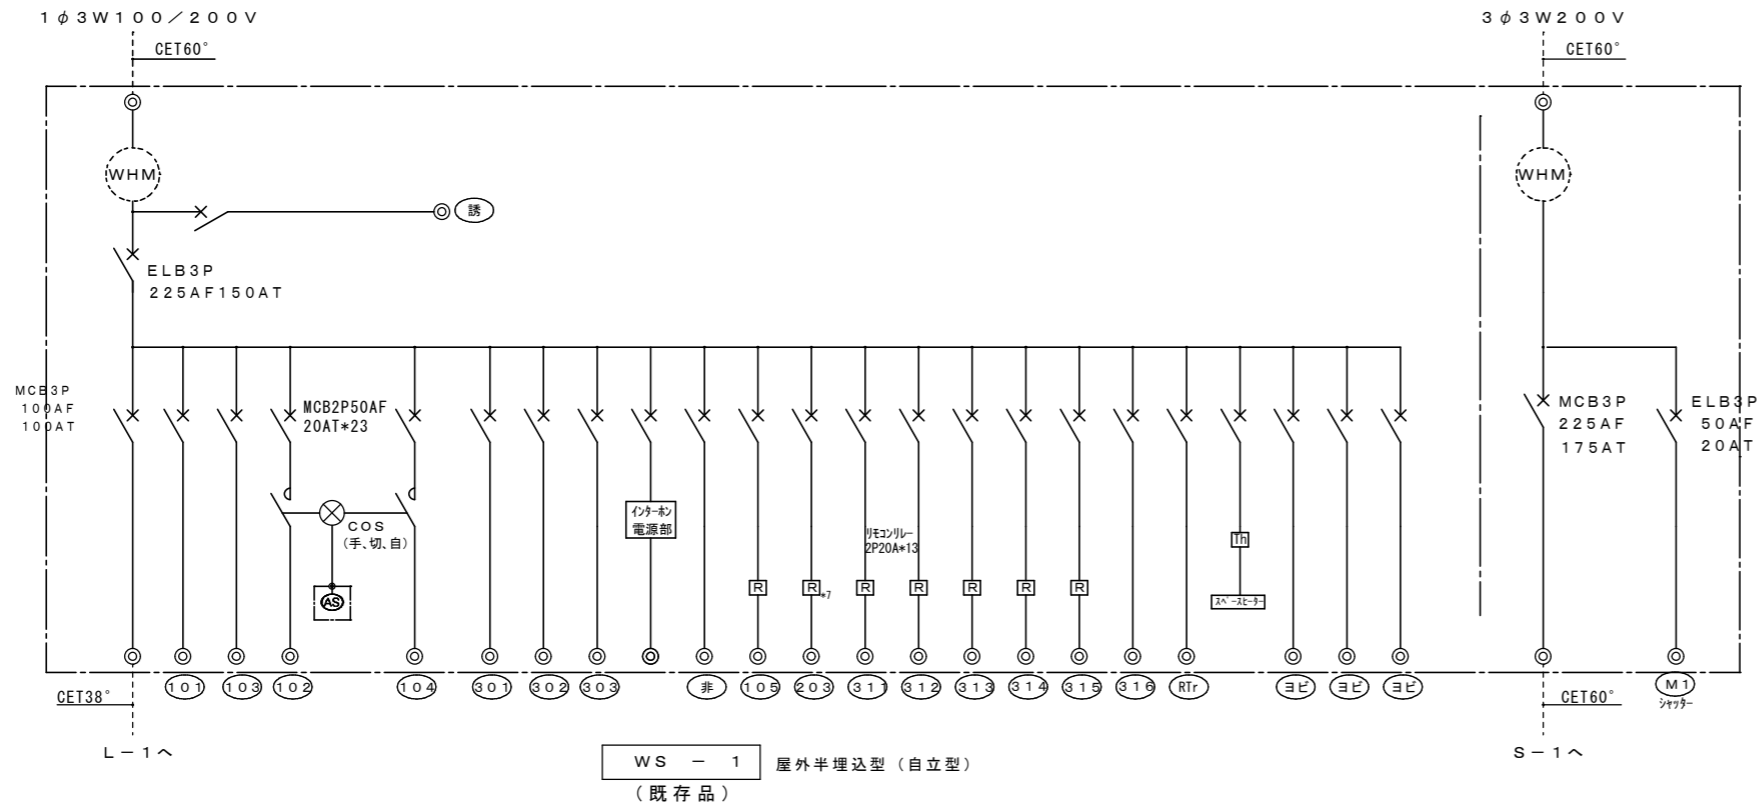 1φ3W100/200V
3φ3W200V
CET60°
CET60°
WHM
WHM
誘
ELB3P
225AF150AT
MCB3P
100AF
100AT
MCB2P50AF
20AT*23
MCB3P
225AF
175AT
ELB3P
50AF
20AT
COS
(手、切、自)
AS
インターホン
電源部
リモコンリレー
2P20A*13
Th
スペースヒーター
R
R
*7
R
R
R
R
R
101
103
102
104
301
302
303
非
105
203
311
312
313
314
315
316
RTr
ヨビ
ヨビ
ヨビ
M1
シャッター
CET38°
CET60°
L-1へ
S-1へ
WS - 1
屋外半埋込型(自立型)
(既存品)